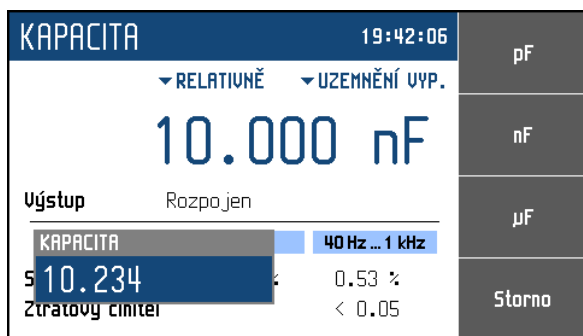 KAPACITA 19:42:06
▾RELATIVNĚ ▾UZEMNĚNÍ VYP.
10.000 nF
Výstup Rozpojen
40 Hz ... 1 kHz
KAPACITA
10.234
0.53 %
Ztrátový činitel < 0.05
pF
nF
µF
Storno